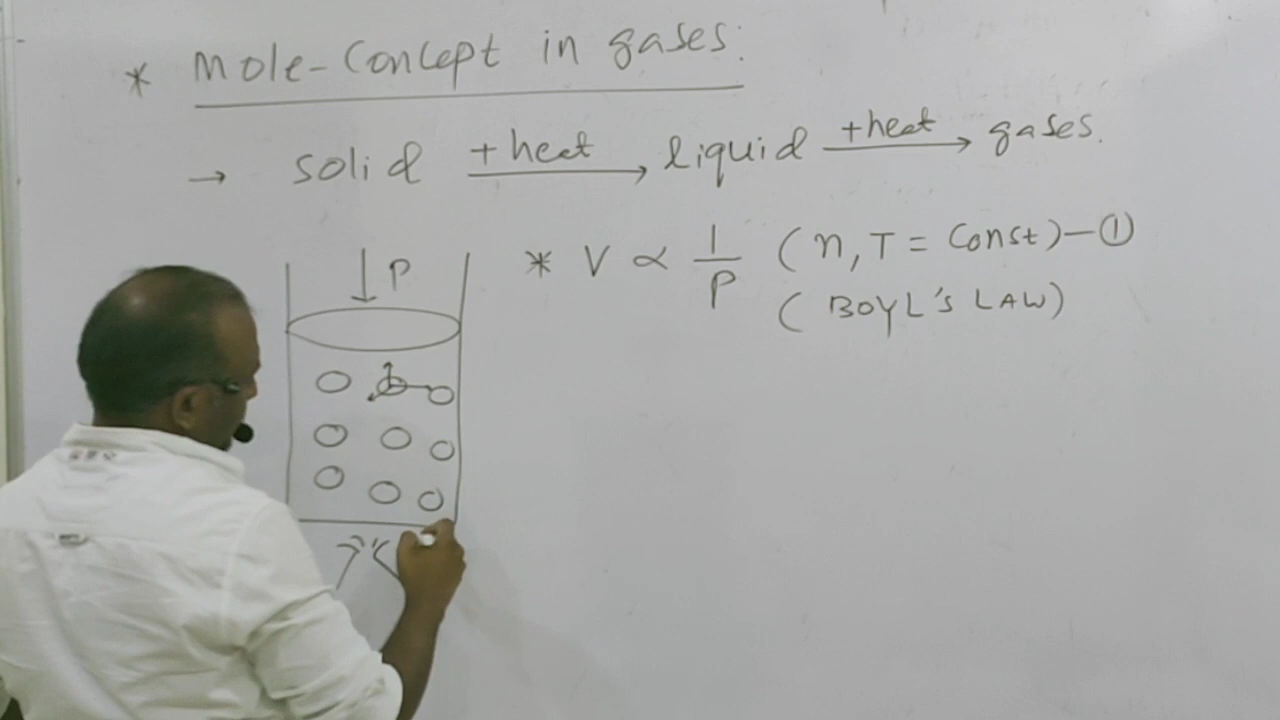 * Mole-Concept in gases:
→ solid +heat → liquid +heat → gases.
↓ P
* V ∝ 1/P (n, T = Const) — ①
(BOYL'S LAW)